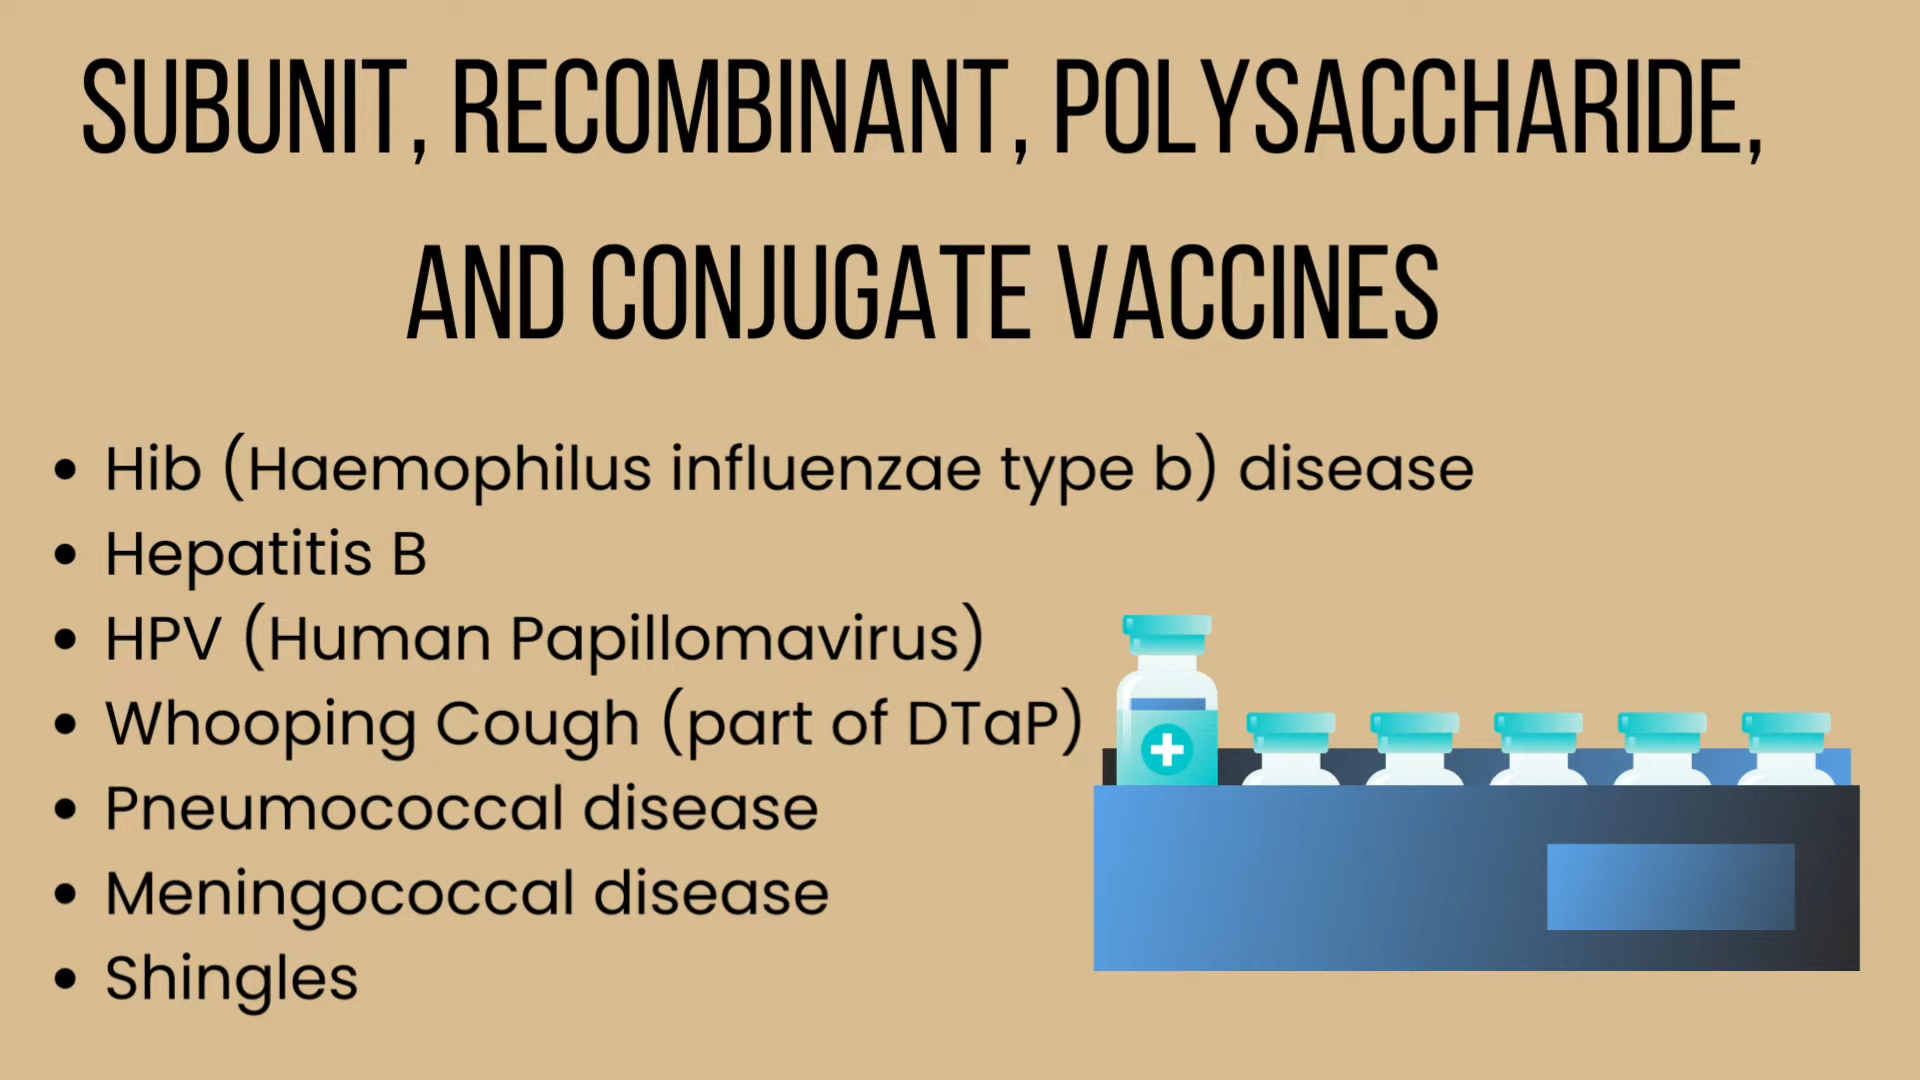 SUBUNIT, RECOMBINANT, POLYSACCHARIDE,
AND CONJUGATE VACCINES
• Hib (Haemophilus influenzae type b) disease
• Hepatitis B
• HPV (Human Papillomavirus)
• Whooping Cough (part of DTaP)
• Pneumococcal disease
• Meningococcal disease
• Shingles